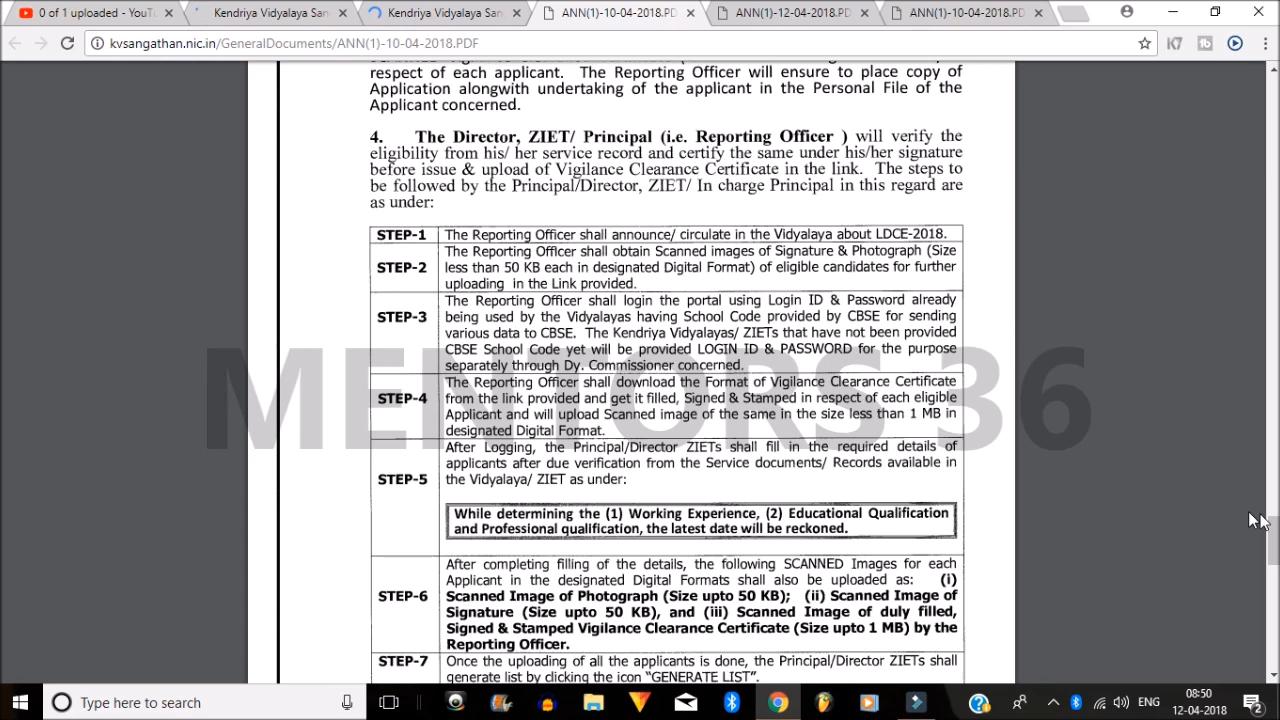 0 of 1 uploaded - YouTu
Kendriya Vidyalaya San
Kendriya Vidyalaya San
ANN(1)-10-04-2018.PD
ANN(1)-12-04-2018.PD
ANN(1)-10-04-2018.PD
kvsangathan.nic.in/GeneralDocuments/ANN(1)-10-04-2018.PDF
respect of each applicant. The Reporting Officer will ensure to place copy of
Application alongwith undertaking of the applicant in the Personal File of the
Applicant concerned.
4. The Director, ZIET/ Principal (i.e. Reporting Officer ) will verify the
eligibility from his/ her service record and certify the same under his/her signature
before issue & upload of Vigilance Clearance Certificate in the link. The steps to
be followed by the Principal/Director, ZIET/ In charge Principal in this regard are
as under:
STEP-1 The Reporting Officer shall announce/ circulate in the Vidyalaya about LDCE-2018.
The Reporting Officer shall obtain Scanned images of Signature & Photograph (Size
STEP-2 less than 50 KB each in designated Digital Format) of eligible candidates for further
uploading in the Link provided.
The Reporting Officer shall login the portal using Login ID & Password already
STEP-3 being used by the Vidyalayas having School Code provided by CBSE for sending
various data to CBSE. The Kendriya Vidyalayas/ ZIETs that have not been provided
CBSE School Code yet will be provided LOGIN ID & PASSWORD for the purpose
separately through Dy. Commissioner concerned.
The Reporting Officer shall download the Format of Vigilance Clearance Certificate
STEP-4 from the link provided and get it filled, Signed & Stamped in respect of each eligible
Applicant and will upload Scanned image of the same in the size less than 1 MB in
designated Digital Format.
MENTORS 36
After Logging, the Principal/Director ZIETs shall fill in the required details of
applicants after due verification from the Service documents/ Records available in
STEP-5 the Vidyalaya/ ZIET as under:
While determining the (1) Working Experience, (2) Educational Qualification
and Professional qualification, the latest date will be reckoned.
After completing filling of the details, the following SCANNED Images for each
Applicant in the designated Digital Formats shall also be uploaded as: (i)
STEP-6 Scanned Image of Photograph (Size upto 50 KB); (ii) Scanned Image of
Signature (Size upto 50 KB), and (iii) Scanned Image of duly filled,
Signed & Stamped Vigilance Clearance Certificate (Size upto 1 MB) by the
Reporting Officer.
STEP-7 Once the uploading of all the applicants is done, the Principal/Director ZIETs shall
generate list by clicking the icon "GENERATE LIST".
Type here to search
ENG
08:50
12-04-2018
2